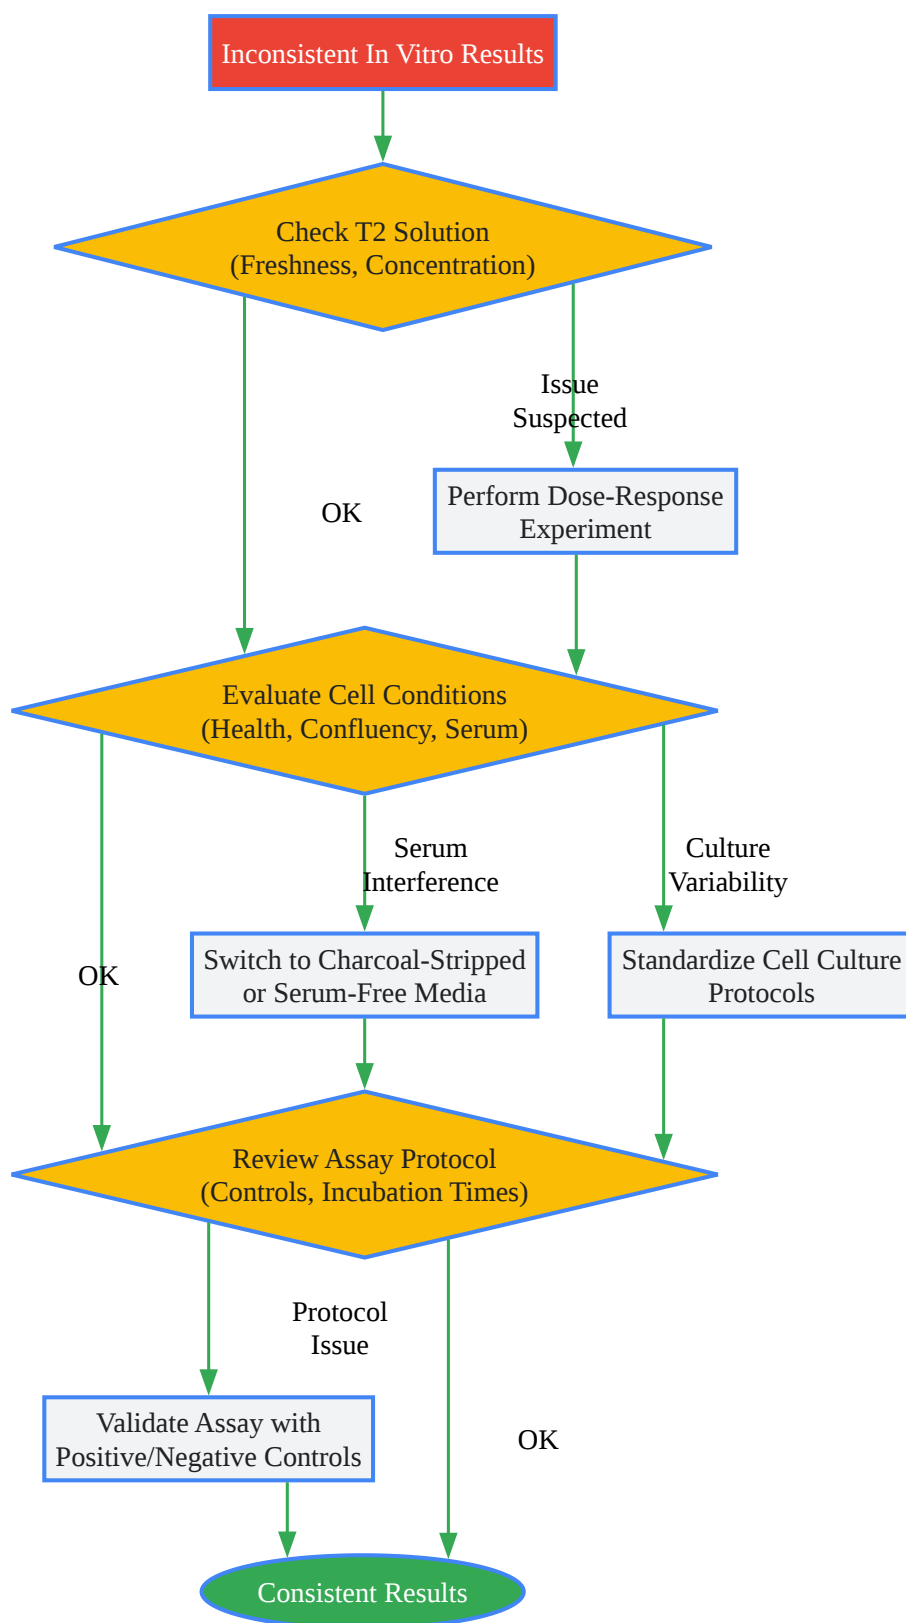 Inconsistent In Vitro Results
Check T2 Solution
(Freshness, Concentration)
Issue
Suspected
OK
Perform Dose-Response
Experiment
Evaluate Cell Conditions
(Health, Confluency, Serum)
Serum
Interference
Culture
Variability
OK
Switch to Charcoal-Stripped
or Serum-Free Media
Standardize Cell Culture
Protocols
Review Assay Protocol
(Controls, Incubation Times)
Protocol
Issue
Validate Assay with
Positive/Negative Controls
OK
Consistent Results